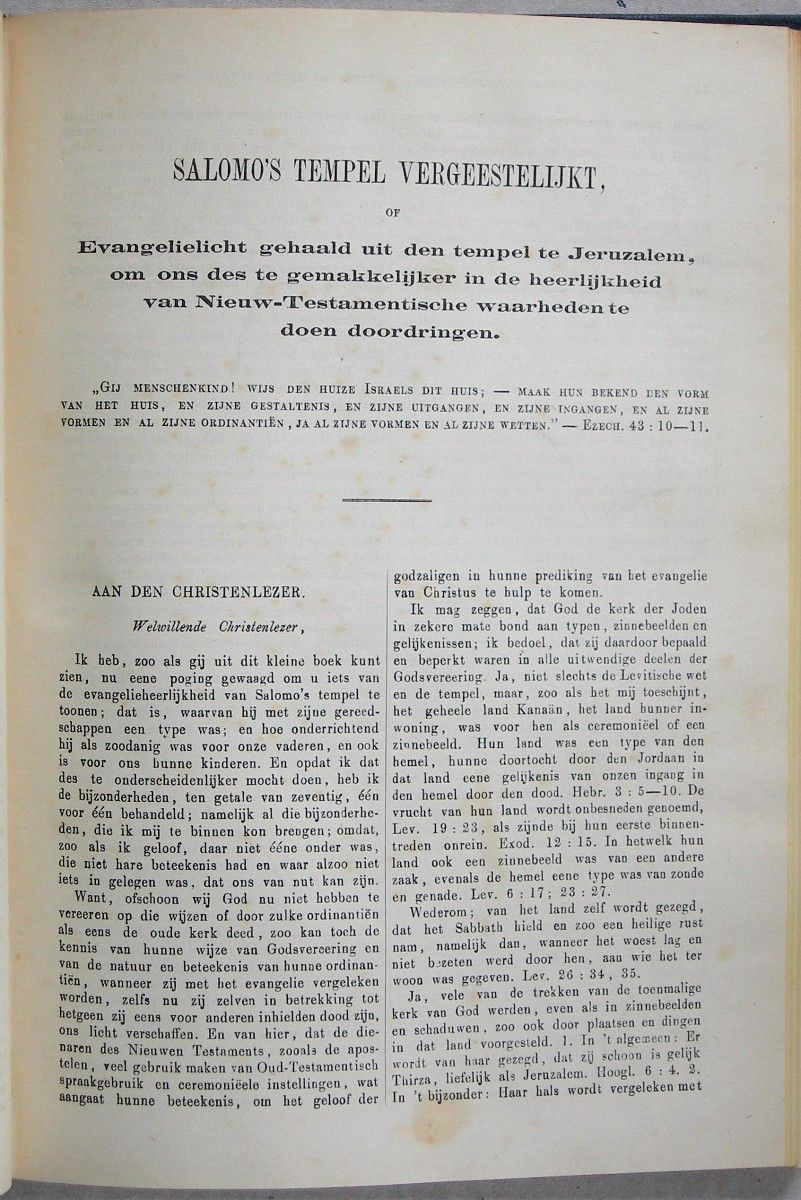 SALOMO'S TEMPEL VERGEESTELIJKT,
OF
Evangelielicht gehaald uit den tempel te Jeruzalem,
om ons des te gemakkelijker in de heerlijkheid
van Nieuw-Testamentische waarheden te
doen doordringen.
„Gij menschenkind! wijs den huize Israels dit huis; — maak hun bekend den vorm
van het huis, en zijne gestaltenis, en zijne uitgangen, en zijne ingangen, en al zijne
vormen en al zijne ordinantiën, ja al zijne vormen en al zijne wetten." — Ezech. 43 : 10—11.
AAN DEN CHRISTENLEZER.
Welwillende Christenlezer,
Ik heb, zoo als gij uit dit kleine boek kunt
zien, nu eene poging gewaagd om u iets van
de evangelieheerlijkheid van Salomo's tempel te
toonen; dat is, waarvan hij met zijne gereed-
schappen een type was; en hoe onderrichtend
hij als zoodanig was voor onze vaderen, en ook
is voor ons hunne kinderen. En opdat ik dat
des te onderscheidenlijker mocht doen, heb ik
de bijzonderheden, ten getale van zeventig, één
voor één behandeld; namelijk al die bijzonderhe-
den, die ik mij te binnen kon brengen; omdat,
zoo als ik geloof, daar niet ééne onder was,
die niet hare beteekenis had en waar alzoo niet
iets in gelegen was, dat ons van nut kan zijn.
Want, ofschoon wij God nu niet hebben te
vereeren op die wijzen of door zulke ordinantiën
als eens de oude kerk deed, zoo kan toch de
kennis van hunne wijze van Godsvereering en
van de natuur en beteekenis van hunne ordinan-
tiën, wanneer zij met het evangelie vergeleken
worden, zelfs nu zij zelven in betrekking tot
hetgeen zij eens voor anderen inhielden dood zijn,
ons licht verschaffen. En van hier, dat de die-
naren des Nieuwen Testaments, zooals de apos-
telen, veel gebruik maken van Oud-Testamentisch
spraakgebruik en ceremonieële instellingen, wat
aangaat hunne beteekenis, om het geloof der
godzaligen in hunne prediking van het evangelie
van Christus te hulp te komen.
Ik mag zeggen, dat God de kerk der Joden
in zekere mate bond aan typen, zinnebeelden en
gelijkenissen; ik bedoel, dat zij daardoor bepaald
en beperkt waren in alle uitwendige deelen der
Godsvereering. Ja, niet slechts de Levitische wet
en de tempel, maar, zoo als het mij toeschijnt,
het geheele land Kanaän, het land hunner in-
woning, was voor hen als ceremonieël of een
zinnebeeld. Hun land was een type van den
hemel, hunne doortocht door den Jordaan in
dat land eene gelijkenis van onzen ingang in
den hemel door den dood. Hebr. 3 : 5—10. De
vrucht van hun land wordt onbesneden genoemd,
Lev. 19 : 23, als zijnde bij hun eerste binnen-
treden onrein. Exod. 12 : 15. In hetwelk hun
land ook een zinnebeeld was van een andere
zaak, evenals de hemel eene type was van zonde
en genade. Lev. 6 : 17; 23 : 27.
Wederom; van het land zelf wordt gezegd,
dat het Sabbath hield en zoo een heilige rust
nam, namelijk dan, wanneer het woest lag en
niet bezeten werd door hen, aan wie het ter
woon was gegeven. Lev. 26 : 34, 35.
Ja, vele van de trekken van de toenmalige
kerk van God werden, even als in zinnebeelden
en schaduwen, zoo ook door plaatsen en dingen
in dat land voorgesteld. 1. In 't algemeen: Er
wordt van haar gezegd, dat zij schoon is gelijk
Thirza, liefelijk als Jeruzalem. Hoogl. 6 : 4. 2.
In 't bijzonder: Haar hals wordt vergeleken met